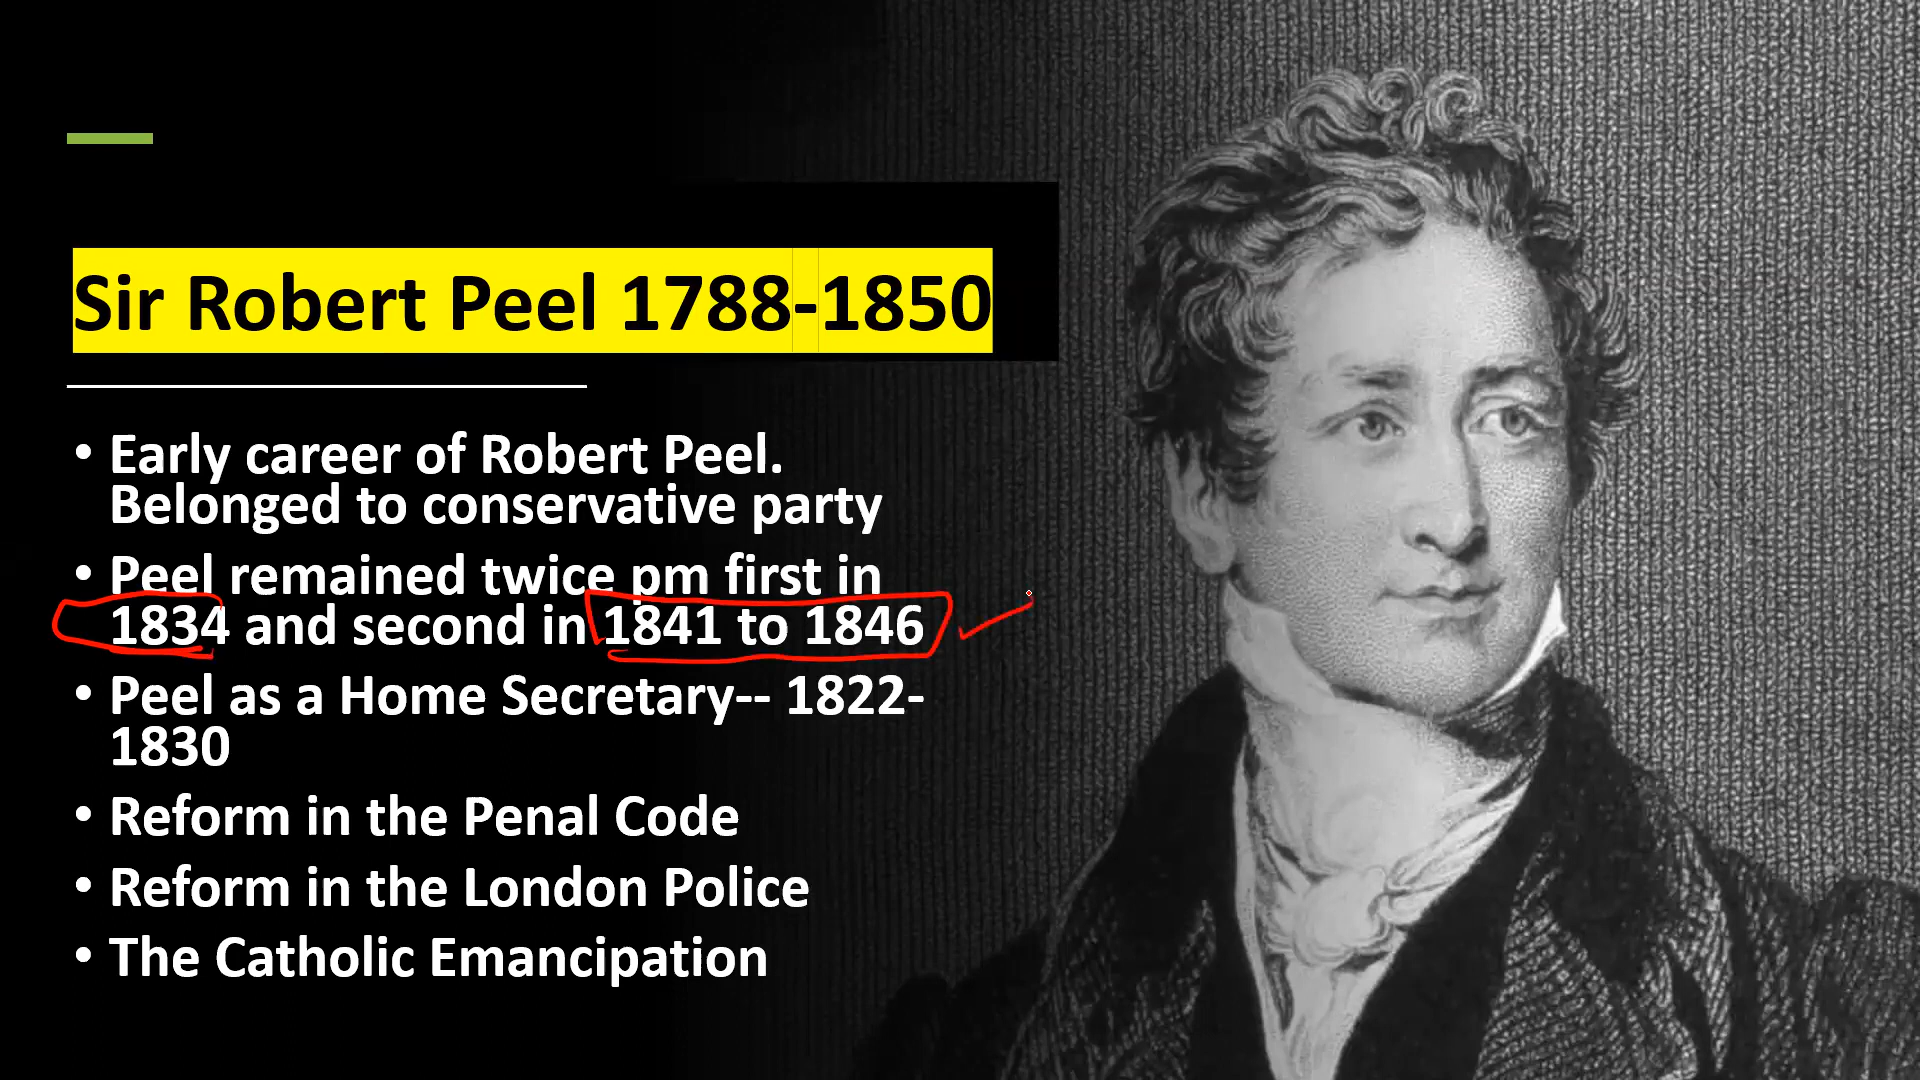 Sir Robert Peel 1788-1850
• Early career of Robert Peel.
Belonged to conservative party
• Peel remained twice pm first in
1834 and second in 1841 to 1846
• Peel as a Home Secretary-- 1822-
1830
• Reform in the Penal Code
• Reform in the London Police
• The Catholic Emancipation